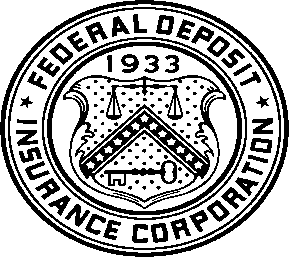 FEDERAL DEPOSIT
1933
INSURANCE CORPORATION